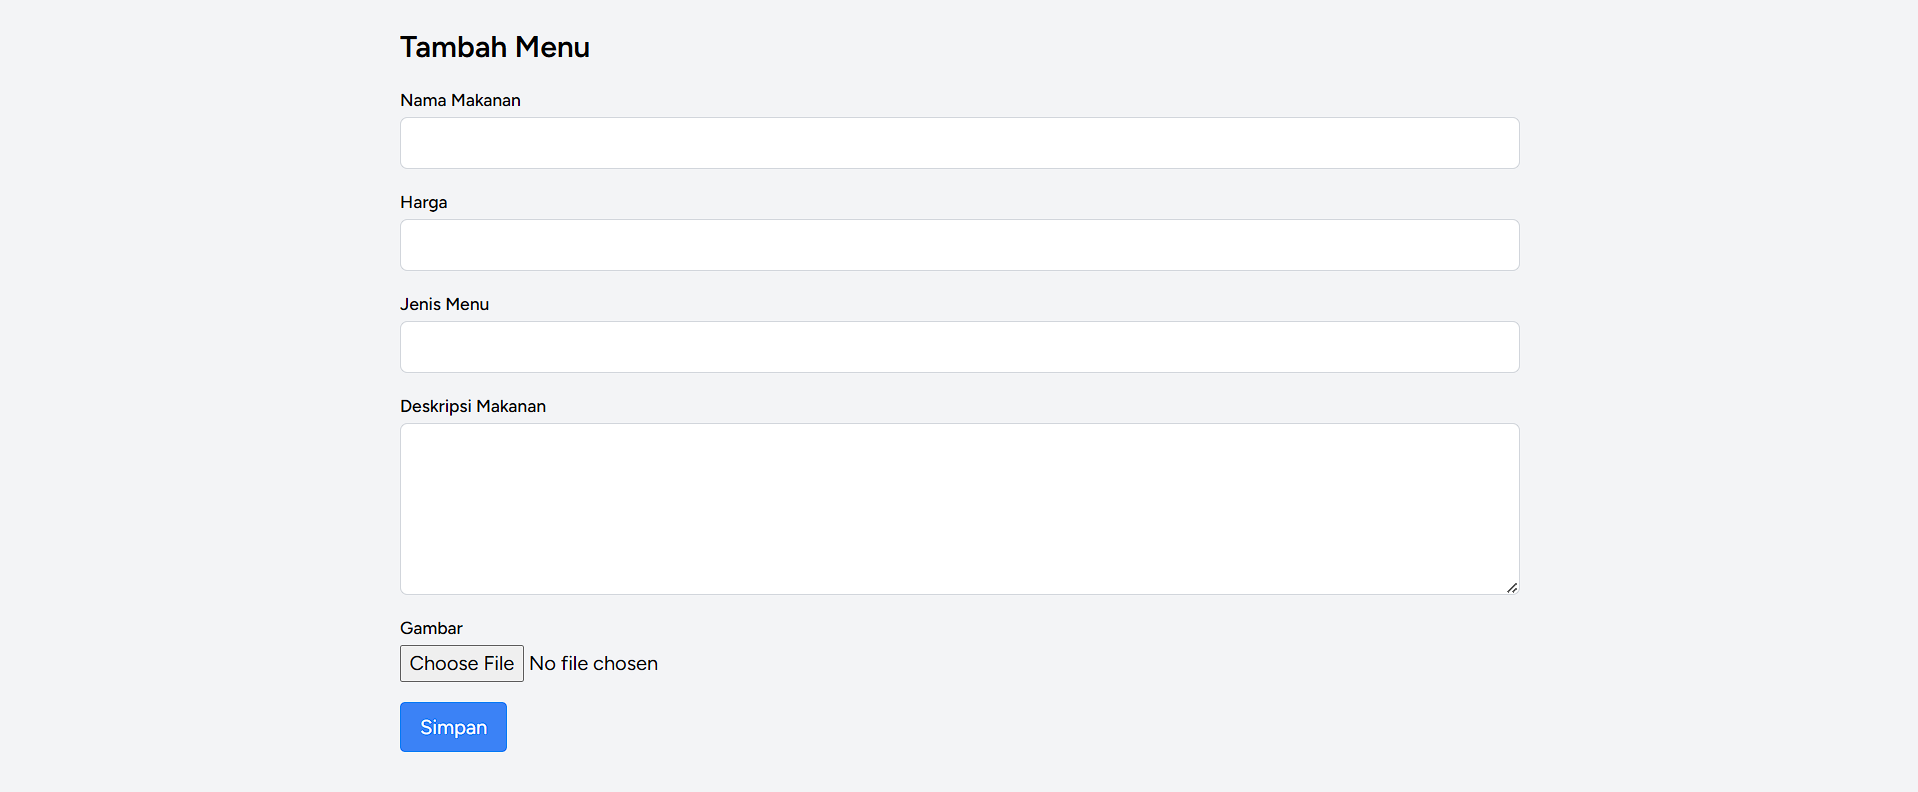 Tambah Menu
Nama Makanan
Harga
Jenis Menu
Deskripsi Makanan
Gambar
Choose File No file chosen
Simpan